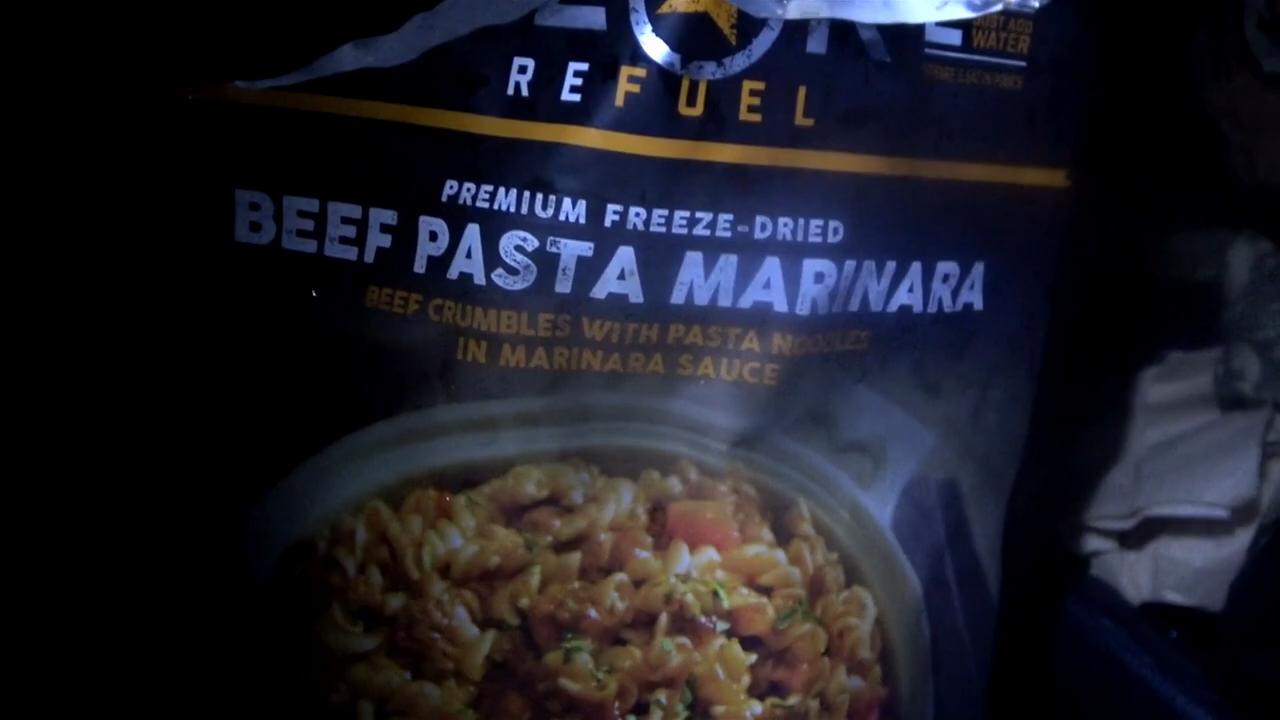 JUST ADD
WATER
REFUEL
PREMIUM FREEZE-DRIED
BEEF PASTA MARINARA
BEEF CRUMBLES WITH PASTA NOODLES
IN MARINARA SAUCE